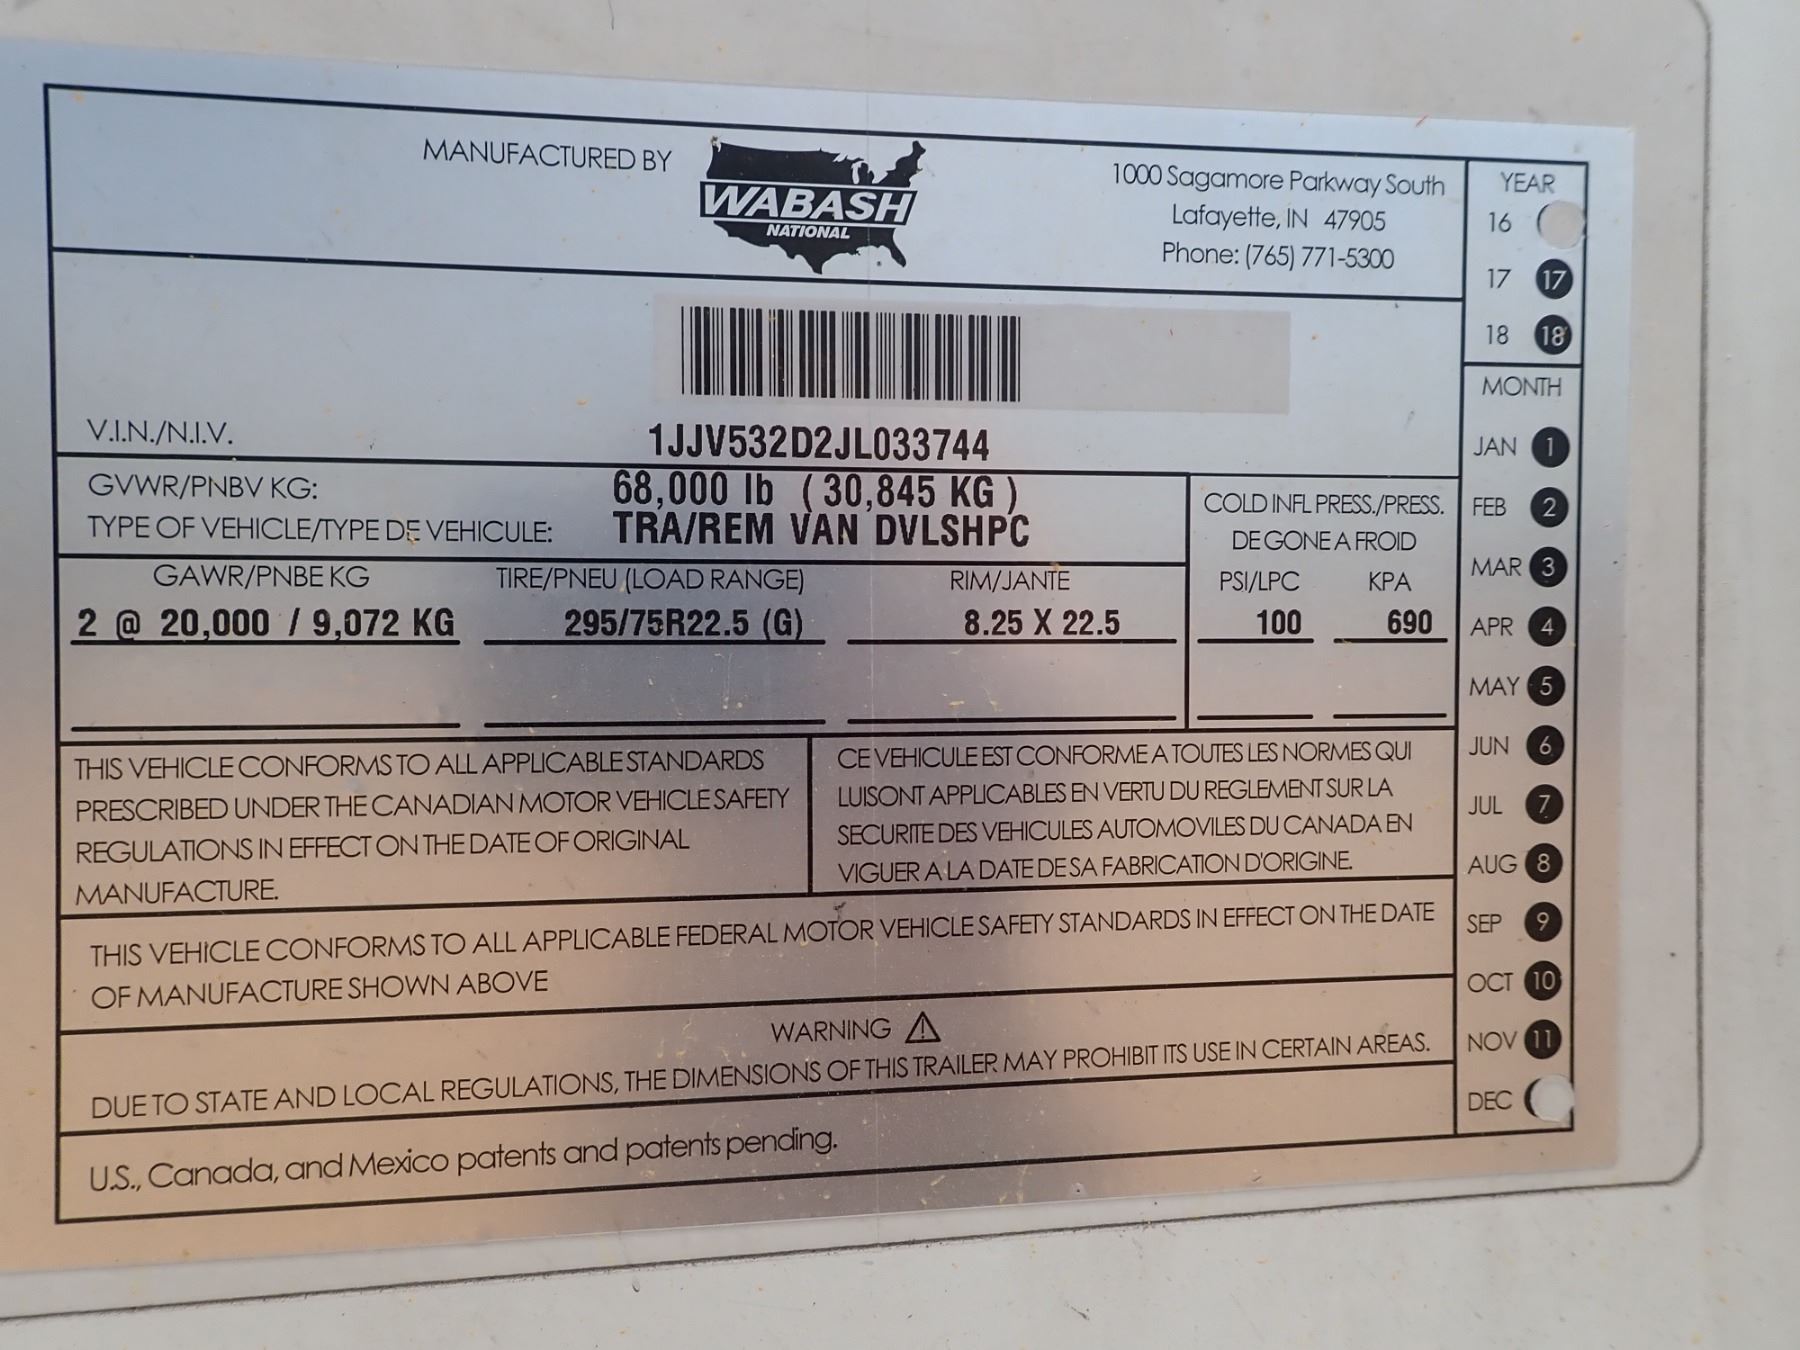 MANUFACTURED BY
WABASH
NATIONAL
1000 Sagamore Parkway South
Lafayette, IN 47905
Phone: (765) 771-5300
V.I.N./N.I.V.
1JJV532D2JL033744
GVWR/PNBV KG: 68,000 lb ( 30,845 KG )
TYPE OF VEHICLE/TYPE DE VEHICULE: TRA/REM VAN DVLSHPC
COLD INFL PRESS./PRESS.
DE GONE A FROID
GAWR/PNBE KG TIRE/PNEU (LOAD RANGE) RIM/JANTE PSI/LPC KPA
2 @ 20,000 / 9,072 KG 295/75R22.5 (G) 8.25 X 22.5 100 690
THIS VEHICLE CONFORMS TO ALL APPLICABLE STANDARDS
PRESCRIBED UNDER THE CANADIAN MOTOR VEHICLE SAFETY
REGULATIONS IN EFFECT ON THE DATE OF ORIGINAL
MANUFACTURE.
CE VEHICULE EST CONFORME A TOUTES LES NORMES QUI
LUISONT APPLICABLES EN VERTU DU REGLEMENT SUR LA
SECURITE DES VEHICULES AUTOMOVILES DU CANADA EN
VIGUER A LA DATE DE SA FABRICATION D'ORIGINE.
THIS VEHICLE CONFORMS TO ALL APPLICABLE FEDERAL MOTOR VEHICLE SAFETY STANDARDS IN EFFECT ON THE DATE
OF MANUFACTURE SHOWN ABOVE
WARNING
DUE TO STATE AND LOCAL REGULATIONS, THE DIMENSIONS OF THIS TRAILER MAY PROHIBIT ITS USE IN CERTAIN AREAS.
U.S., Canada, and Mexico patents and patents pending.
YEAR
16
17 17
18 18
MONTH
JAN 1
FEB 2
MAR 3
APR 4
MAY 5
JUN 6
JUL 7
AUG 8
SEP 9
OCT 10
NOV 11
DEC